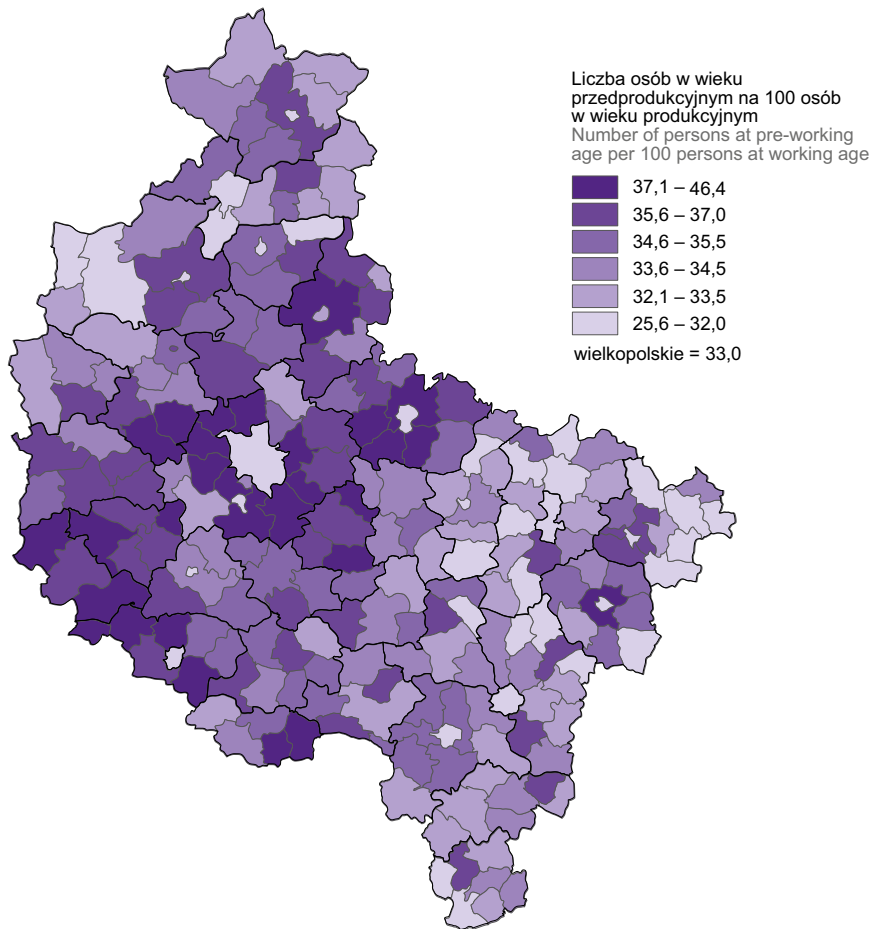 Liczba osób w wieku
przedprodukcyjnym na 100 osób
w wieku produkcyjnym
Number of persons at pre-working
age per 100 persons at working age
37,1 – 46,4
35,6 – 37,0
34,6 – 35,5
33,6 – 34,5
32,1 – 33,5
25,6 – 32,0
wielkopolskie = 33,0